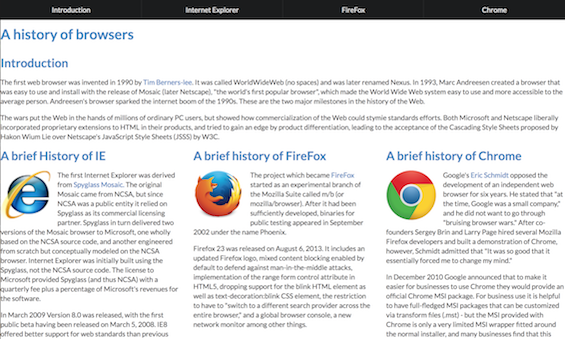 Introduction
Internet Explorer
FireFox
Chrome
A history of browsers
Introduction
The first web browser was invented in 1990 by Tim Berners-lee. It was called WorldWideWeb (no spaces) and was later renamed Nexus. In 1993, Marc Andreesen created a browser that
was easy to use and install with the release of Mosaic (later Netscape), "the world's first popular browser", which made the World Wide Web system easy to use and more accessible to the
average person. Andreesen's browser sparked the internet boom of the 1990s. These are the two major milestones in the history of the Web.
The wars put the Web in the hands of millions of ordinary PC users, but showed how commercialization of the Web could stymie standards efforts. Both Microsoft and Netscape liberally
incorporated proprietary extensions to HTML in their products, and tried to gain an edge by product differentiation, leading to the acceptance of the Cascading Style Sheets proposed by
Hakon Wium Lie over Netscape's JavaScript Style Sheets (JSSS) by W3C.
A brief History of IE
The first Internet Explorer was derived
from Spyglass Mosaic. The original
Mosaic came from NCSA, but since
NCSA was a public entity it relied on
Spyglass as its commercial licensing
partner. Spyglass in turn delivered two
versions of the Mosaic browser to Microsoft, one wholly
based on the NCSA source code, and another engineered
from scratch but conceptually modeled on the NCSA
browser. Internet Explorer was initially built using the
Spyglass, not the NCSA source code. The license to
Microsoft provided Spyglass (and thus NCSA) with a
quarterly fee plus a percentage of Microsoft's revenues for
the software.
In March 2009 Version 8.0 was released, with the first
public beta having been released on March 5, 2008. IE8
offered better support for web standards than previous
A brief history of FireFox
The project which became FireFox
started as an experimental branch of
the Mozilla Suite called m/b (or
mozilla/browser). After it had been
sufficiently developed, binaries for
public testing appeared in September
2002 under the name Phoenix.
Firefox 23 was released on August 6, 2013. It includes an
updated Firefox logo, mixed content blocking enabled by
default to defend against man-in-the-middle attacks,
implementation of the range form control attribute in
HTML5, dropping support for the blink HTML element as
well as text-decoration:blink CSS element, the restriction
to have to "switch to a different search provider across the
entire browser," and a global browser console, a new
network monitor among other things.
A brief history of Chrome
Google's Eric Schmidt opposed the
development of an independent web
browser for six years. He stated that "at
the time, Google was a small company,"
and he did not want to go through
"bruising browser wars." After co-
founders Sergey Brin and Larry Page hired several Mozilla
Firefox developers and built a demonstration of Chrome,
however, Schmidt admitted that "It was so good that it
essentially forced me to change my mind."
In December 2010 Google announced that to make it
easier for businesses to use Chrome they would provide an
official Chrome MSI package. For business use it is helpful
to have full-fledged MSI packages that can be customized
via transform files (.mst) - but the MSI provided with
Chrome is only a very limited MSI wrapper fitted around
the normal installer, and many businesses find that this